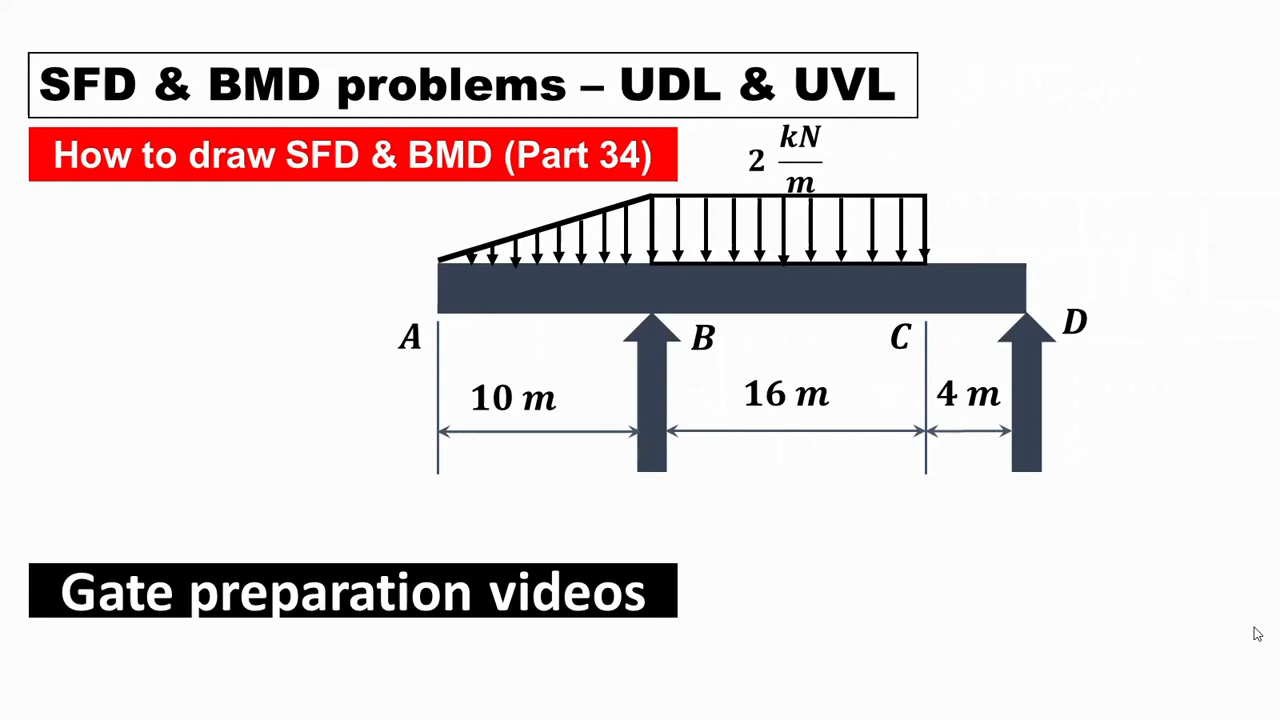 SFD & BMD problems – UDL & UVL
How to draw SFD & BMD (Part 34)
2 kN/m
A
B
C
D
10 m
16 m
4 m
Gate preparation videos